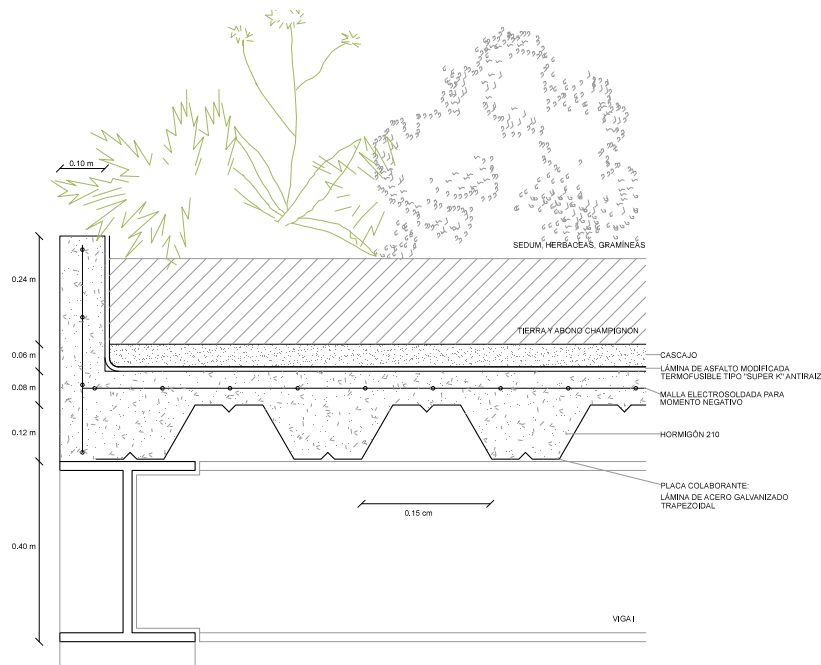 0.10 m
SEDUM, HERBACEAS, GRAMÍNEAS
0.24 m
TIERRA Y ABONO CHAMPIGNON
0.06 m
CASCAJO
LÁMINA DE ASFALTO MODIFICADA
TERMOFUSIBLE TIPO "SUPER K" ANTIRAIZ
0.08 m
MALLA ELECTROSOLDADA PARA
MOMENTO NEGATIVO
0.12 m
HORMIGÓN 210
PLACA COLABORANTE:
LÁMINA DE ACERO GALVANIZADO
TRAPEZOIDAL
0.15 cm
0.40 m
VIGA I